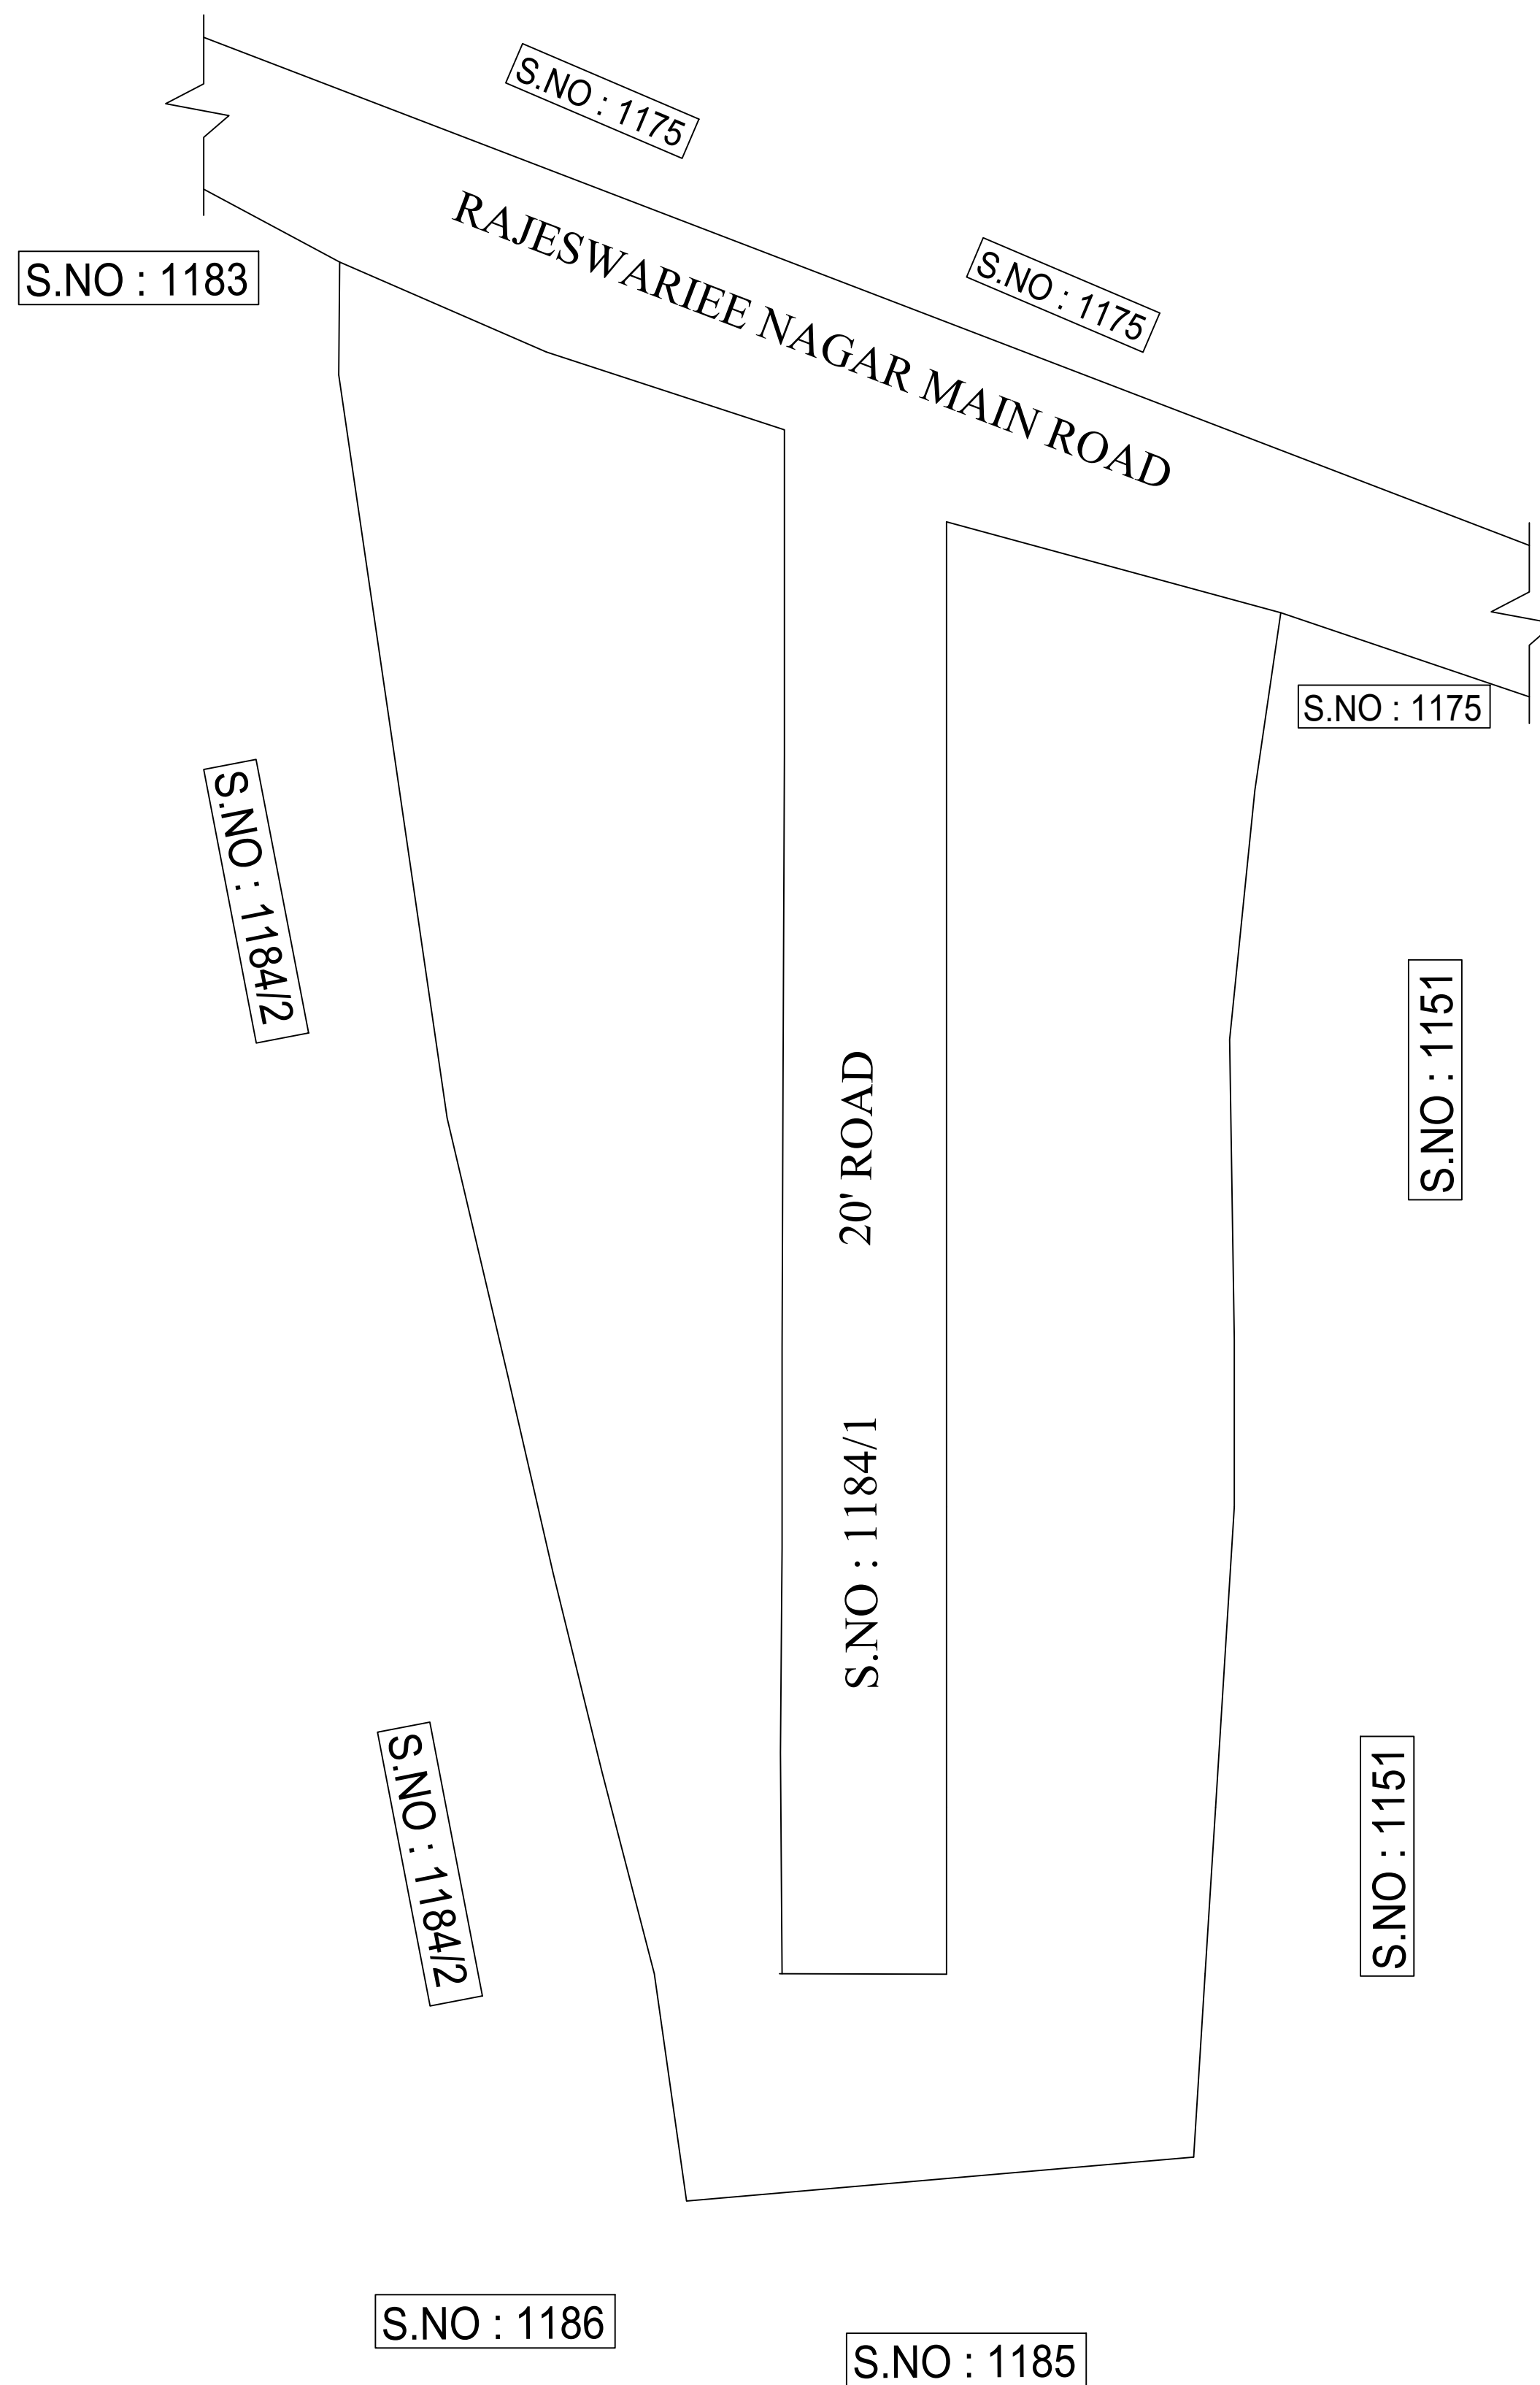 S.NO : 1175
RAJESWARIEE NAGAR MAIN ROAD
S.NO : 1183
S.NO : 1175
S.NO : 1175
S.NO : 1184/2
S.NO : 1151
20' ROAD
S.NO : 1184/1
S.NO : 1184/2
S.NO : 1151
S.NO : 1186
S.NO : 1185